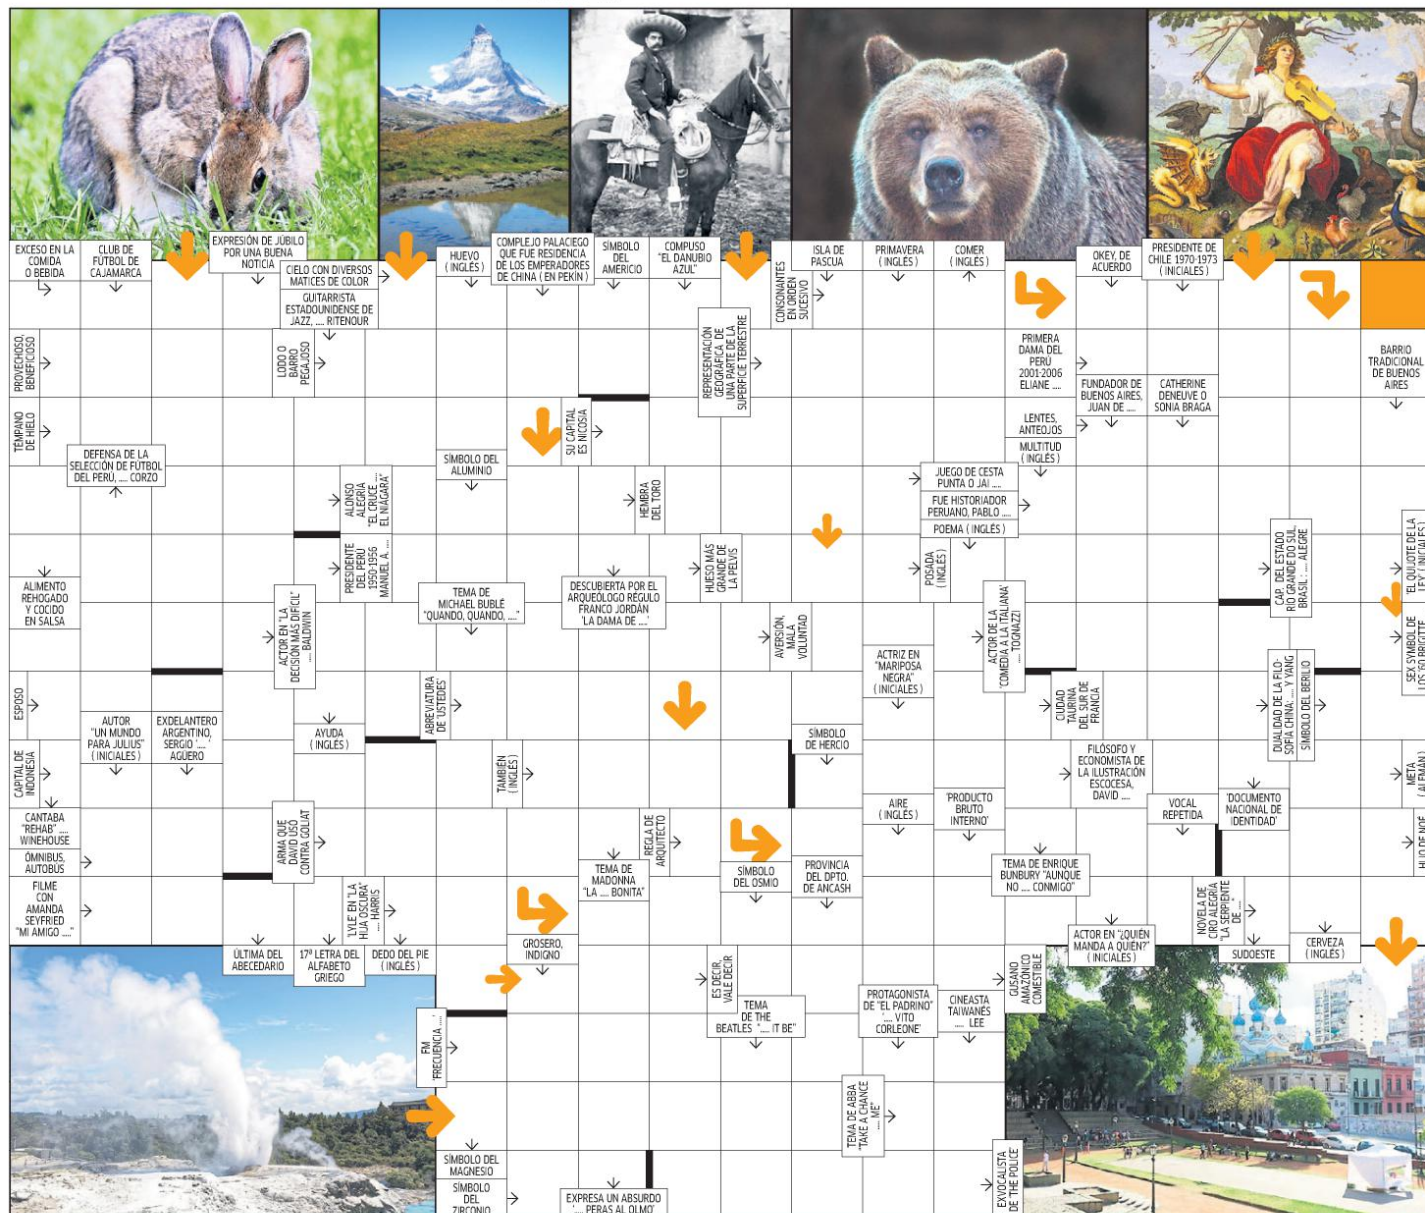 EXCESO EN LA
COMIDA
O BEBIDA
CLUB DE
FÚTBOL DE
CAJAMARCA
EXPRESIÓN DE JÚBILO
POR UNA BUENA
NOTICIA
CIELO CON DIVERSOS
MATICES DE COLOR
GUITARRISTA
ESTADOUNIDENSE DE
JAZZ, .... RITENOUR
HUEVO
(INGLÉS)
COMPLEJO PALACIEGO
QUE FUE RESIDENCIA
DE LOS EMPERADORES
DE CHINA (EN PEKÍN)
SÍMBOLO
DEL
AMERICIO
COMPUSO
"EL DANUBIO
AZUL"
CONSONANTES
EN ORDEN
SUCESIVO
ISLA DE
PASCUA
PRIMAVERA
(INGLÉS)
COMER
(INGLÉS)
OKEY, DE
ACUERDO
PRESIDENTE DE
CHILE 1970-1973
(INICIALES)
PROVECHOSO,
BENEFICIOSO
LODO O
BARRO
PEGAJOSO
REPRESENTACIÓN
GEOGRÁFICA DE
UNA PARTE DE LA
SUPERFICIE TERRESTRE
PRIMERA
DAMA DEL
PERÚ
2001-2006
ELIANE ....
BARRIO
TRADICIONAL
DE BUENOS
AIRES
FUNDADOR DE
BUENOS AIRES,
JUAN DE ....
CATHERINE
DENEUVE O
SONIA BRAGA
TÉMPANO
DE HIELO
SU CAPITAL
ES NICOSIA
LENTES,
ANTEOJOS
MULTITUD
(INGLÉS)
DEFENSA DE LA
SELECCIÓN DE FÚTBOL
DEL PERÚ, .... CORZO
SÍMBOLO DEL
ALUMINIO
ALONSO
ALEGRÍA
"EL CRUCE ....
EL NIÁGARA"
HEMBRA
DEL TORO
JUEGO DE CESTA
PUNTA O JAI ....
FUE HISTORIADOR
PERUANO, PABLO ....
POEMA (INGLÉS)
ALIMENTO
REHOGADO
Y COCIDO
EN SALSA
PRESIDENTE
DEL PERÚ
1950-1956
MANUEL A. ....
HUESO MÁS
GRANDE DE
LA PELVIS
POSADA
(INGLÉS)
CAP. DEL ESTADO
RIO GRANDE DO SUL,
BRASIL: .... ALEGRE
"EL QUIJOTE DE LA
(INICIALES)
ACTOR EN "LA
DECISIÓN MÁS DIFÍCIL"
.... BALDWIN
TEMA DE
MICHAEL BUBLÉ
"QUANDO, QUANDO, ...."
DESCUBIERTA POR EL
ARQUEÓLOGO RÉGULO
FRANCO JORDÁN
'LA DAMA DE ....'
AVERSIÓN,
MALA
VOLUNTAD
ACTOR DE LA
'COMEDIA A LA ITALIANA'
.... TOGNAZZI
SEX SYMBOL DE
LOS 60 BRIGITTE
ESPOSO
ABREVIATURA
DE 'USTEDES'
ACTRIZ EN
"MARIPOSA
NEGRA"
(INICIALES)
CIUDAD
TAURINA
DEL SUR DE
FRANCIA
DUALIDAD DE LA FILO-
SOFÍA CHINA: .... Y YANG
SÍMBOLO DEL BERILIO
AUTOR
"UN MUNDO
PARA JULIUS"
(INICIALES)
EXDELANTERO
ARGENTINO,
SERGIO '....'
AGÜERO
AYUDA
(INGLÉS)
SÍMBOLO
DE HERCIO
CAPITAL DE
INDONESIA
TAMBIÉN
(INGLÉS)
FILÓSOFO Y
ECONOMISTA DE
LA ILUSTRACIÓN
ESCOCESA,
DAVID ....
META
(ALEMÁN)
CANTABA
"REHAB" ....
WINEHOUSE
ÓMNIBUS,
AUTOBÚS
ARMA QUE
DAVID USÓ
CONTRA GOLIAT
REGLA DE
ARQUITECTO
AIRE
(INGLÉS)
'PRODUCTO
BRUTO
INTERNO'
VOCAL
REPETIDA
'DOCUMENTO
NACIONAL DE
IDENTIDAD'
HIJO DE NOÉ
TEMA DE
MADONNA
"LA .... BONITA"
SÍMBOLO
DEL OSMIO
PROVINCIA
DEL DPTO.
DE ANCASH
TEMA DE ENRIQUE
BUNBURY "AUNQUE
NO .... CONMIGO"
FILME
CON
AMANDA
SEYFRIED
"MI AMIGO ...."
'LYLE' EN "LA
HIJA OSCURA"
.... HARRIS
NOVELA DE
CIRO ALEGRÍA
"LA SERPIENTE
DE ...."
ÚLTIMA DEL
ABECEDARIO
17ª LETRA DEL
ALFABETO
GRIEGO
DEDO DEL PIE
(INGLÉS)
GROSERO,
INDIGNO
ACTOR EN "¿QUIÉN
MANDA A QUIÉN?"
(INICIALES)
SUDOESTE
CERVEZA
(INGLÉS)
ES DECIR,
VALE DECIR
GUSANO
AMAZÓNICO
COMESTIBLE
TEMA
DE THE
BEATLES ".... IT BE"
PROTAGONISTA
DE "EL PADRINO"
'.... VITO
CORLEONE'
CINEASTA
TAIWANÉS
.... LEE
FM
'FRECUENCIA ....'
TEMA DE ABBA
"TAKE A CHANCE
.... ME"
SÍMBOLO DEL
MAGNESIO
SÍMBOLO
DEL
ZIRCONIO
EXPRESA UN ABSURDO
'.... PERAS AL OLMO'
EXVOCALISTA
DE "THE POLICE"